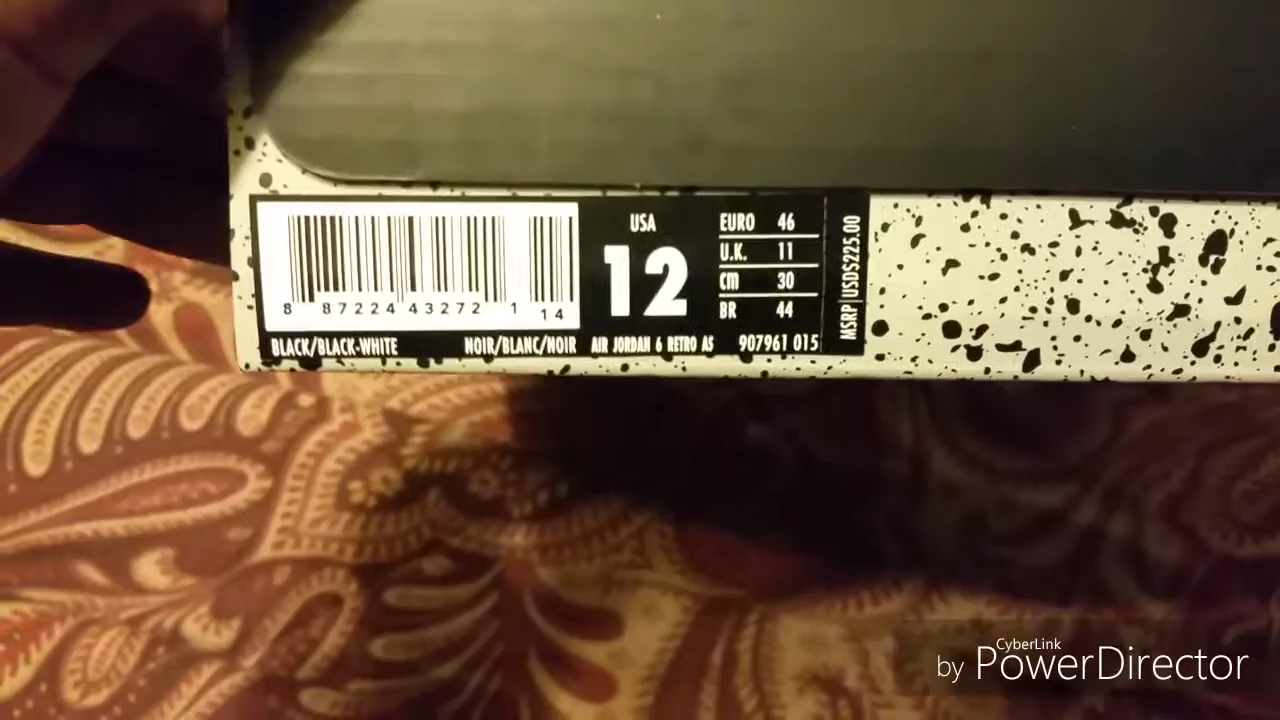 USA
12
EURO 46
U.K. 11
cm 30
BR 44
MSRP|USD$225.00
8 87224 43272 1 14
BLACK/BLACK-WHITE NOIR/BLANC/NOIR AIR JORDAN 6 RETRO AS 907961 015
by CyberLink PowerDirector